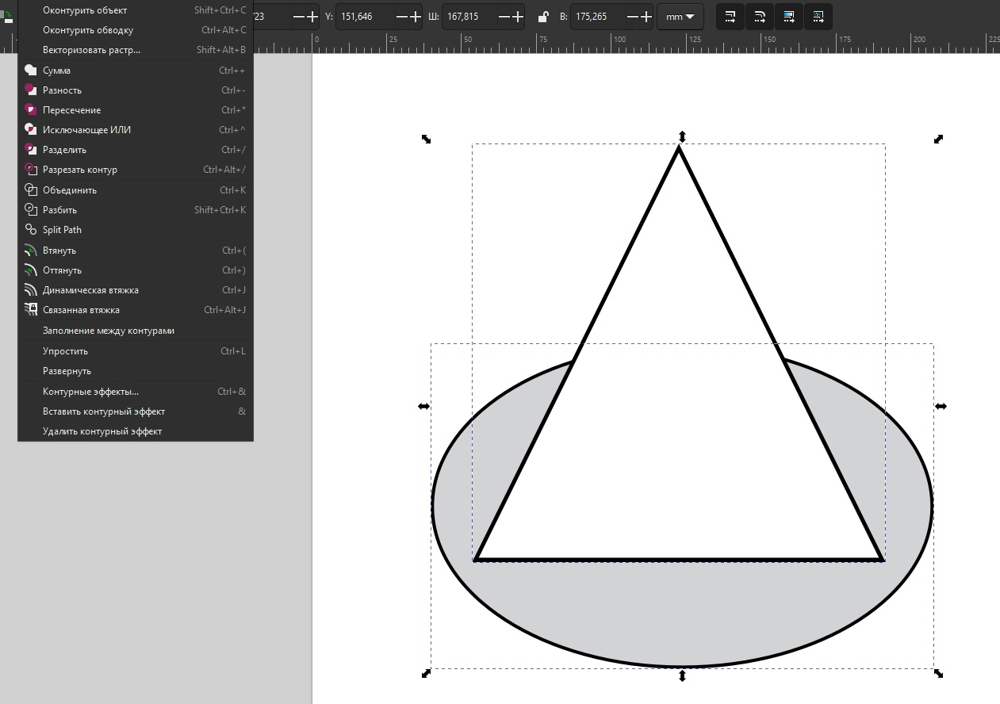 Оконтурить объект Shift+Ctrl+C
Оконтурить обводку Ctrl+Alt+C
Векторизовать растр... Shift+Alt+B
Сумма Ctrl++
Разность Ctrl+-
Пересечение Ctrl+*
Исключающее ИЛИ Ctrl+^
Разделить Ctrl+/
Разрезать контур Ctrl+Alt+/
Объединить Ctrl+K
Разбить Shift+Ctrl+K
Split Path
Втянуть Ctrl+(
Оттянуть Ctrl+)
Динамическая втяжка Ctrl+J
Связанная втяжка Ctrl+Alt+J
Заполнение между контурами
Упростить Ctrl+L
Развернуть
Контурные эффекты... Ctrl+&
Вставить контурный эффект &
Удалить контурный эффект
23 Y: 151,646 Ш: 167,815 В: 175,265 mm
0 25 50 75 100 125 150 175 200 225